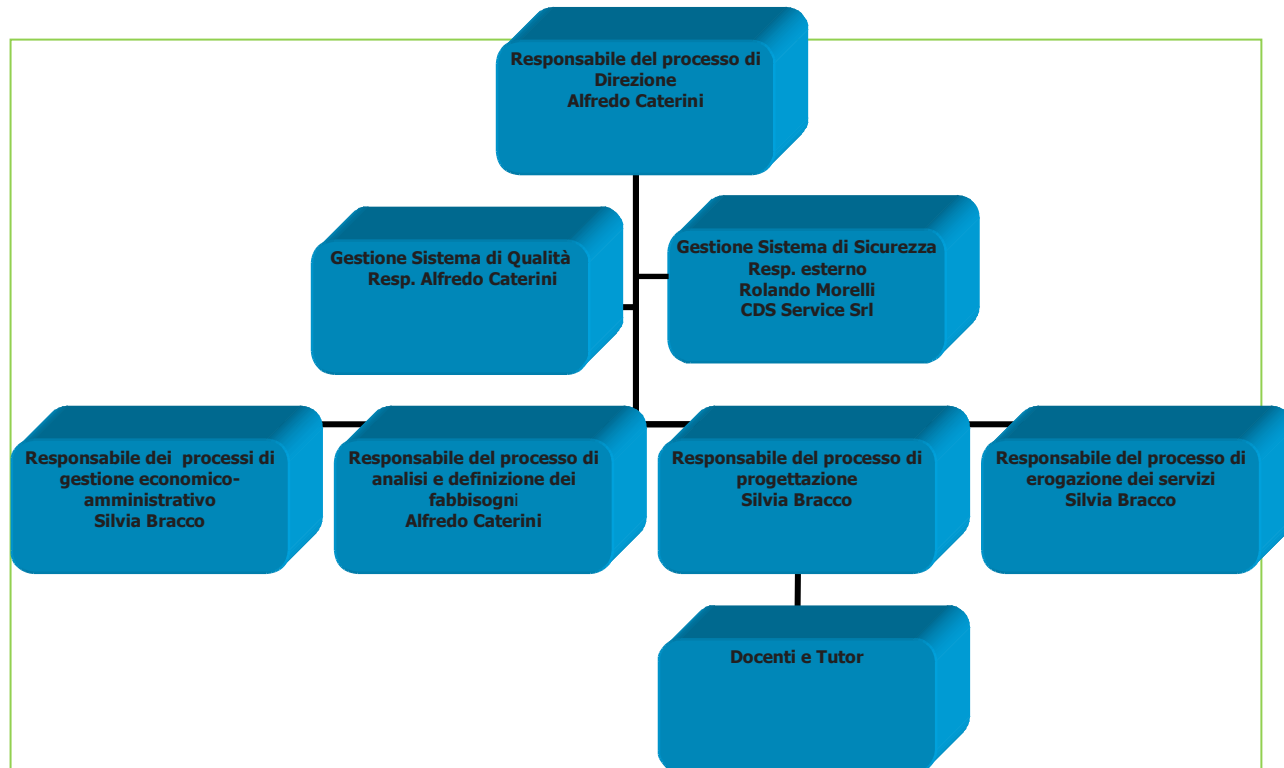 Responsabile del processo di
Direzione
Alfredo Caterini
Gestione Sistema di Qualità
Resp. Alfredo Caterini
Gestione Sistema di Sicurezza
Resp. esterno
Rolando Morelli
CDS Service Srl
Responsabile dei processi di
gestione economico-
amministrativo
Silvia Bracco
Responsabile del processo di
analisi e definizione dei
fabbisogni
Alfredo Caterini
Responsabile del processo di
progettazione
Silvia Bracco
Responsabile del processo di
erogazione dei servizi
Silvia Bracco
Docenti e Tutor